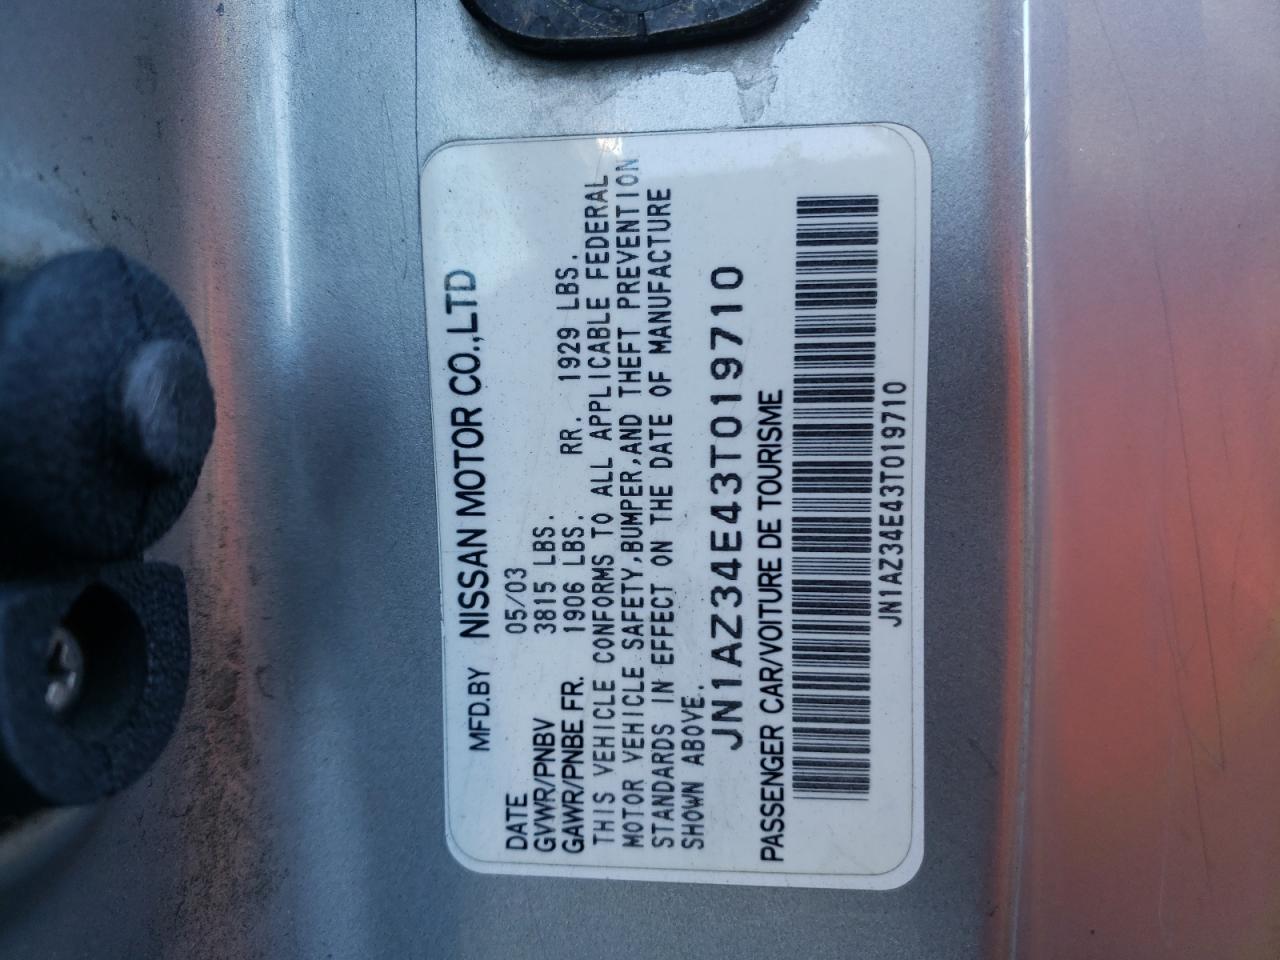 MFD.BY NISSAN MOTOR CO.,LTD
DATE 05/03
GVWR/PNBV 3815 LBS.
GAWR/PNBE FR. 1906 LBS. RR. 1929 LBS.
THIS VEHICLE CONFORMS TO ALL APPLICABLE FEDERAL
MOTOR VEHICLE SAFETY,BUMPER,AND THEFT PREVENTION
STANDARDS IN EFFECT ON THE DATE OF MANUFACTURE
SHOWN ABOVE.
JN1AZ34E43T019710
PASSENGER CAR/VOITURE DE TOURISME
JN1AZ34E43T019710